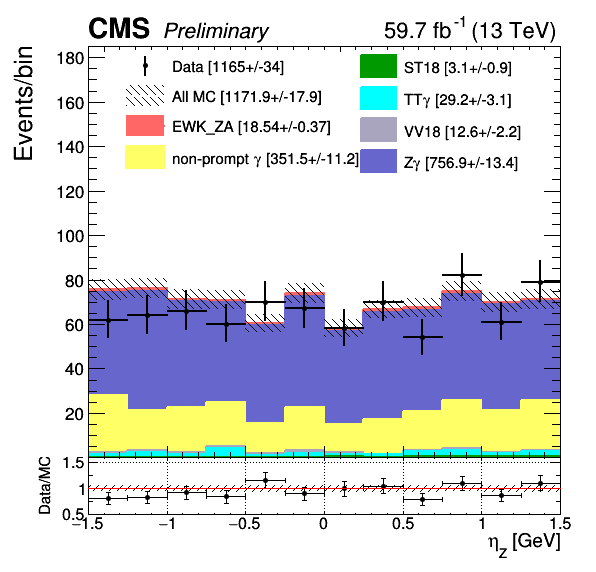 CMS Preliminary 59.7 fb⁻¹ (13 TeV)
Events/bin
180
160
140
120
100
80
60
40
20
Data [1165+/-34]
All MC [1171.9+/-17.9]
EWK_ZA [18.54+/-0.37]
non-prompt γ [351.5+/-11.2]
ST18 [3.1+/-0.9]
TTγ [29.2+/-3.1]
VV18 [12.6+/-2.2]
Zγ [756.9+/-13.4]
Data/MC
1.5
1
0.5
−1.5 −1 −0.5 0 0.5 1 1.5
η_Z [GeV]